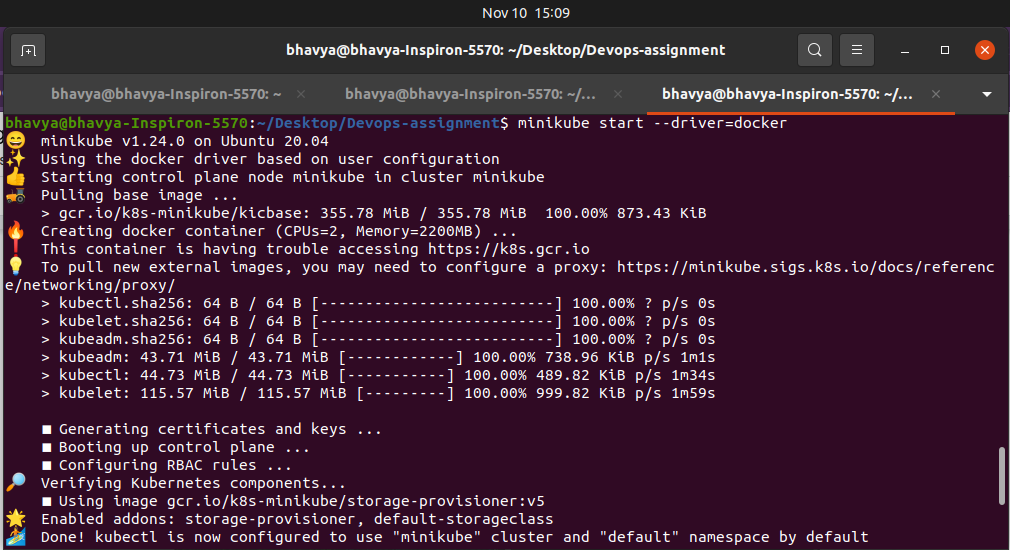 Nov 10 15:09
bhavya@bhavya-Inspiron-5570: ~/Desktop/Devops-assignment
bhavya@bhavya-Inspiron-5570: ~
bhavya@bhavya-Inspiron-5570: ~/...
bhavya@bhavya-Inspiron-5570: ~/...
bhavya@bhavya-Inspiron-5570:~/Desktop/Devops-assignment$ minikube start --driver=docker
minikube v1.24.0 on Ubuntu 20.04
Using the docker driver based on user configuration
Starting control plane node minikube in cluster minikube
Pulling base image ...
> gcr.io/k8s-minikube/kicbase: 355.78 MiB / 355.78 MiB  100.00% 873.43 KiB
Creating docker container (CPUs=2, Memory=2200MB) ...
This container is having trouble accessing https://k8s.gcr.io
To pull new external images, you may need to configure a proxy: https://minikube.sigs.k8s.io/docs/referenc
e/networking/proxy/
> kubectl.sha256: 64 B / 64 B [--------------------------] 100.00% ? p/s 0s
> kubelet.sha256: 64 B / 64 B [--------------------------] 100.00% ? p/s 0s
> kubeadm.sha256: 64 B / 64 B [--------------------------] 100.00% ? p/s 0s
> kubeadm: 43.71 MiB / 43.71 MiB [------------] 100.00% 738.96 KiB p/s 1m1s
> kubectl: 44.73 MiB / 44.73 MiB [-----------] 100.00% 489.82 KiB p/s 1m34s
> kubelet: 115.57 MiB / 115.57 MiB [---------] 100.00% 999.82 KiB p/s 1m59s
■ Generating certificates and keys ...
■ Booting up control plane ...
■ Configuring RBAC rules ...
Verifying Kubernetes components...
■ Using image gcr.io/k8s-minikube/storage-provisioner:v5
Enabled addons: storage-provisioner, default-storageclass
Done! kubectl is now configured to use "minikube" cluster and "default" namespace by default